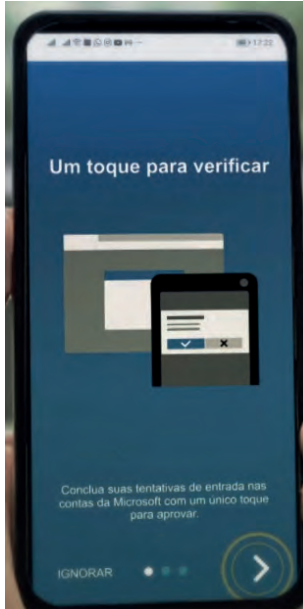 17:22
Um toque para verificar
Conclua suas tentativas de entrada nas
contas da Microsoft com um único toque
para aprovar.
IGNORAR